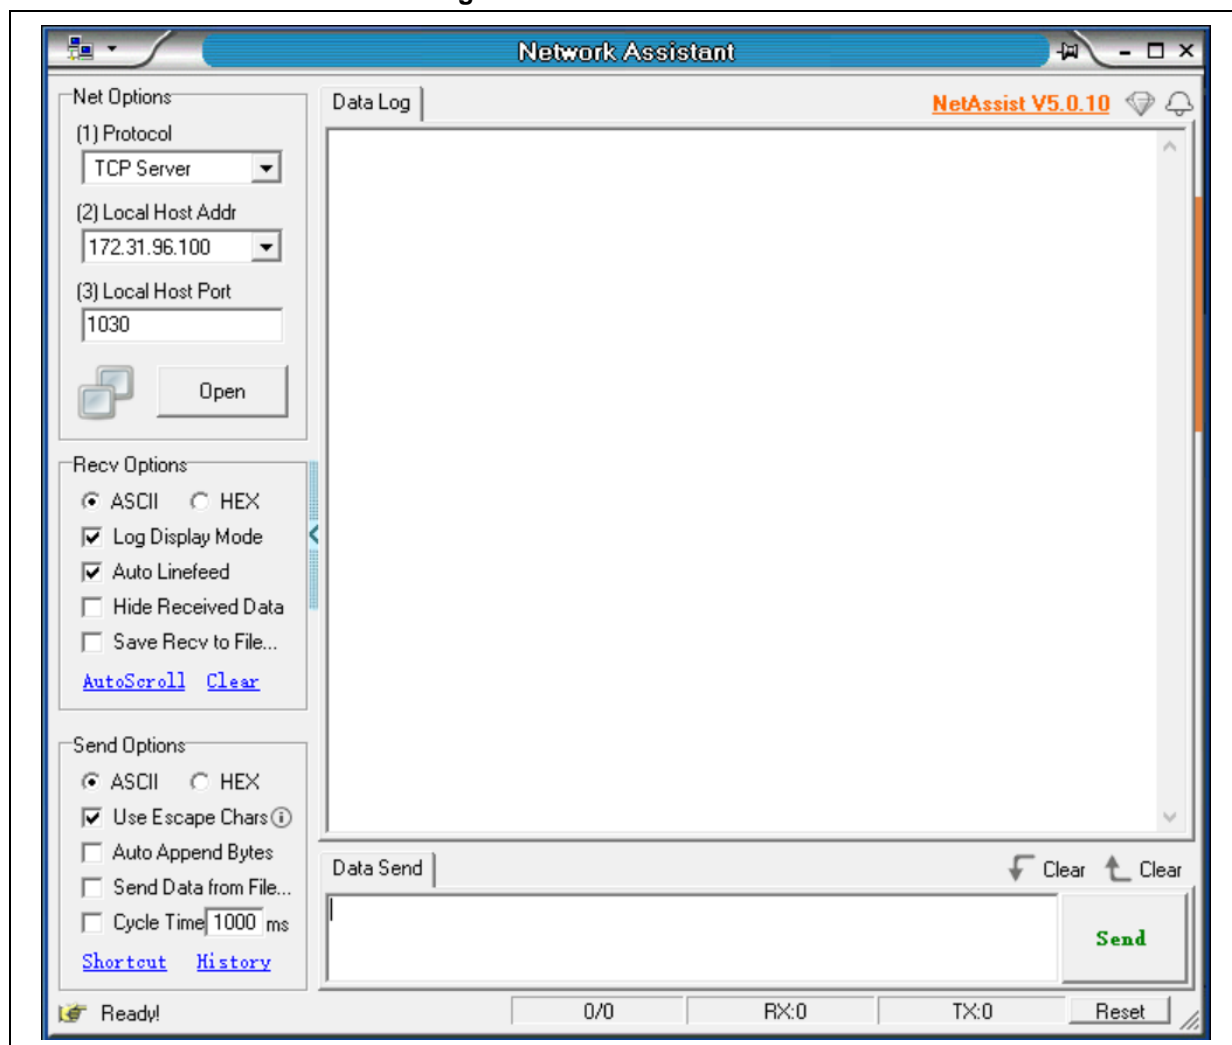 Network Assistant
Net Options
(1) Protocol
TCP Server
(2) Local Host Addr
172.31.96.100
(3) Local Host Port
1030
Open
Recv Options
ASCII HEX
Log Display Mode
Auto Linefeed
Hide Received Data
Save Recv to File...
AutoScroll Clear
Send Options
ASCII HEX
Use Escape Chars
Auto Append Bytes
Send Data from File...
Cycle Time 1000 ms
Shortcut History
Data Log
NetAssist V5.0.10
Data Send
Clear Clear
Send
Ready!
0/0 RX:0 TX:0 Reset